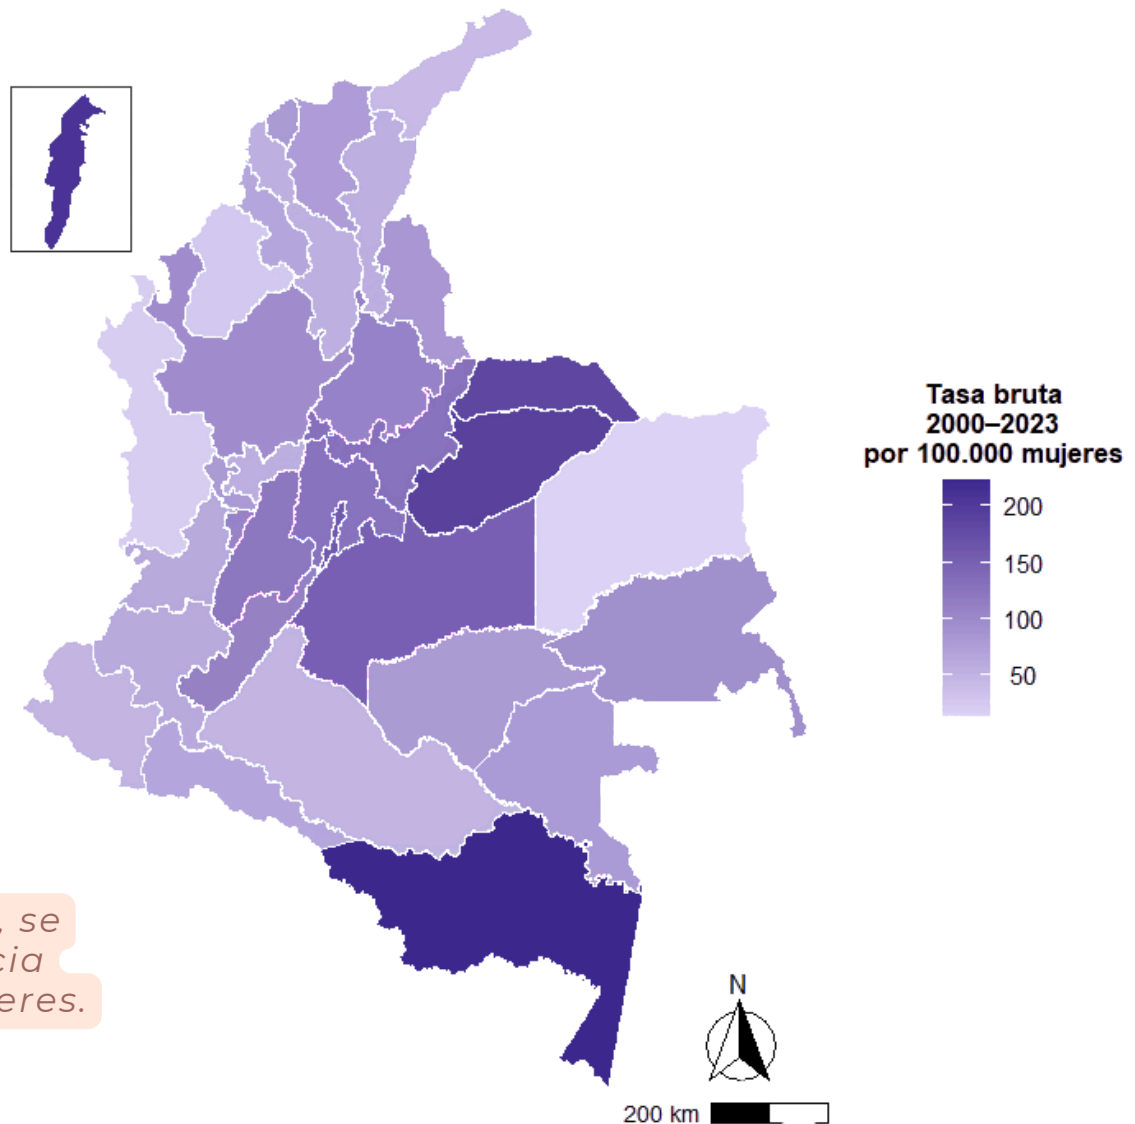 Tasa bruta
2000–2023
por 100.000 mujeres
200
150
100
50
, se
cia
eres.
N
200 km